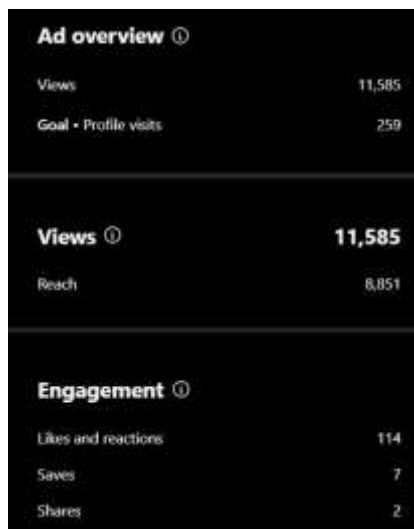 Ad overview ⓘ
Views 11,585
Goal • Profile visits 259
Views ⓘ 11,585
Reach 8,851
Engagement ⓘ
Likes and reactions 114
Saves 7
Shares 2